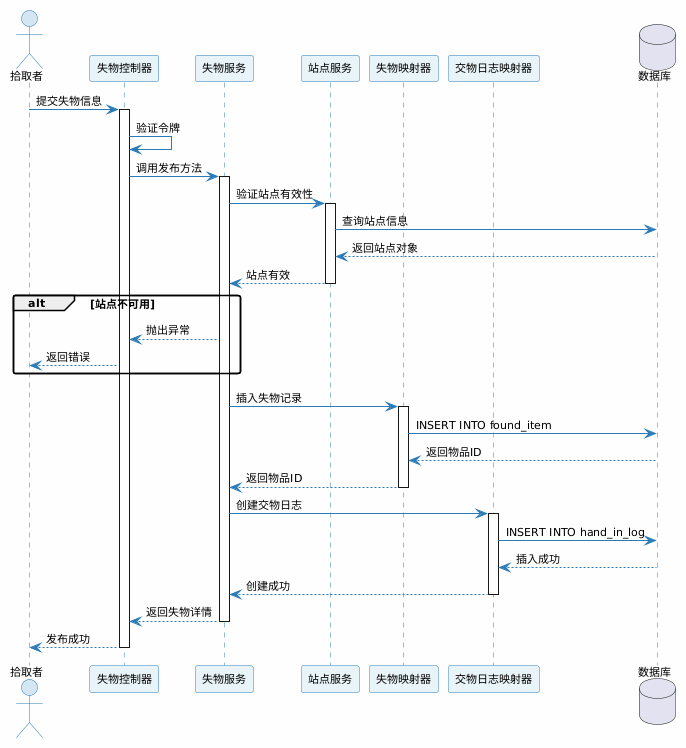 拾取者
失物控制器
失物服务
站点服务
失物映射器
交物日志映射器
数据库
提交失物信息
验证令牌
调用发布方法
验证站点有效性
查询站点信息
返回站点对象
站点有效
alt
[站点不可用]
抛出异常
返回错误
插入失物记录
INSERT INTO found_item
返回物品ID
返回物品ID
创建交物日志
INSERT INTO hand_in_log
插入成功
创建成功
返回失物详情
发布成功
拾取者
失物控制器
失物服务
站点服务
失物映射器
交物日志映射器
数据库